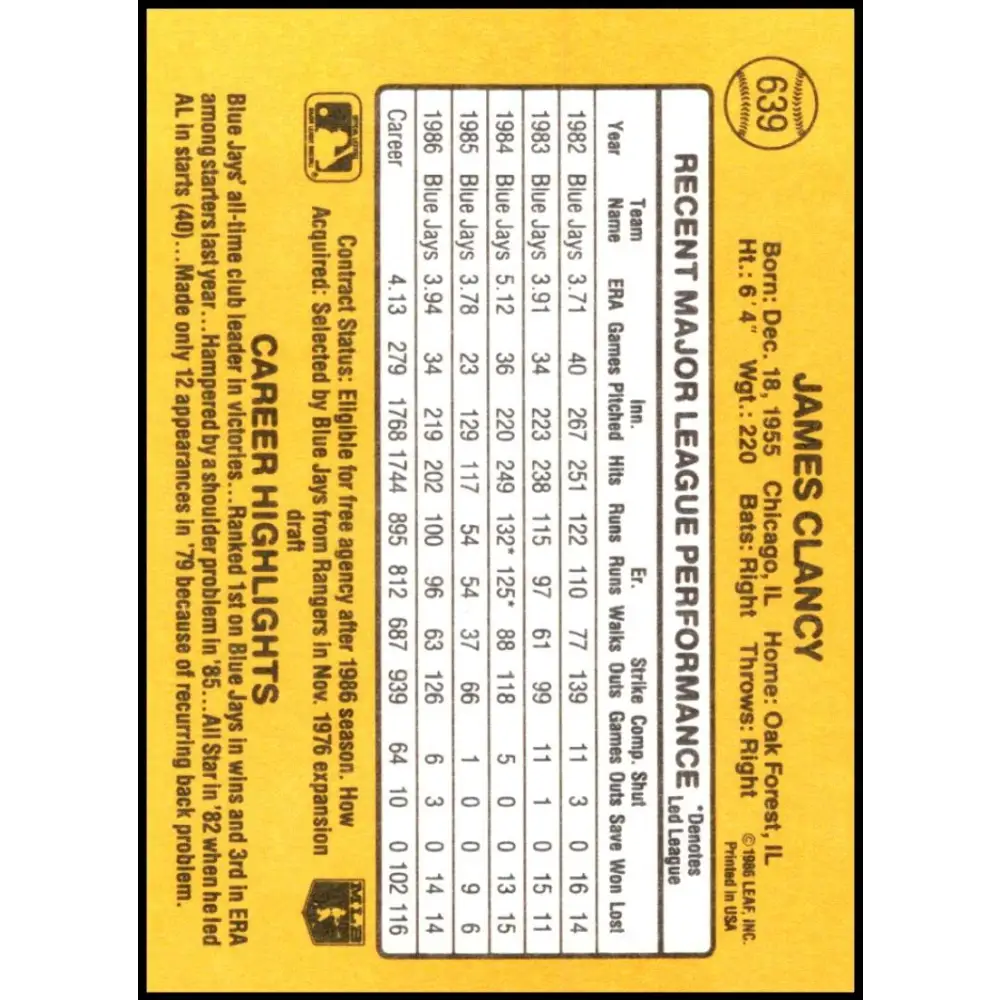 639
JAMES CLANCY
Born: Dec. 18, 1955 Chicago, IL Home: Oak Forest, IL
Ht.: 6'4" Wgt.: 220 Bats: Right Throws: Right
©1986 LEAF, INC.
Printed in USA
RECENT MAJOR LEAGUE PERFORMANCE
*Denotes
Led League
Team Inn. Er. Strike Comp. Shut
Year Name ERA Games Pitched Hits Runs Runs Walks Outs Games Outs Save Won Lost
1982 Blue Jays 3.71 40 267 251 122 110 77 139 11 3 0 16 14
1983 Blue Jays 3.91 34 223 238 115 97 61 99 11 1 0 15 11
1984 Blue Jays 5.12 36 220 249 132* 125* 88 118 5 0 0 13 15
1985 Blue Jays 3.78 23 129 117 54 54 37 66 1 0 0 9 6
1986 Blue Jays 3.94 34 219 202 100 96 63 126 6 3 0 14 14
Career 4.13 279 1768 1744 895 812 687 939 64 10 0 102 116
Contract Status: Eligible for free agency after 1986 season. How
Acquired: Selected by Blue Jays from Rangers in Nov. 1976 expansion
draft
CAREER HIGHLIGHTS
Blue Jays' all-time club leader in victories...Ranked 1st on Blue Jays in wins and 3rd in ERA
among starters last year...Hampered by a shoulder problem in '85...All Star in '82 when he led
AL in starts (40)...Made only 12 appearances in '79 because of recurring back problem.